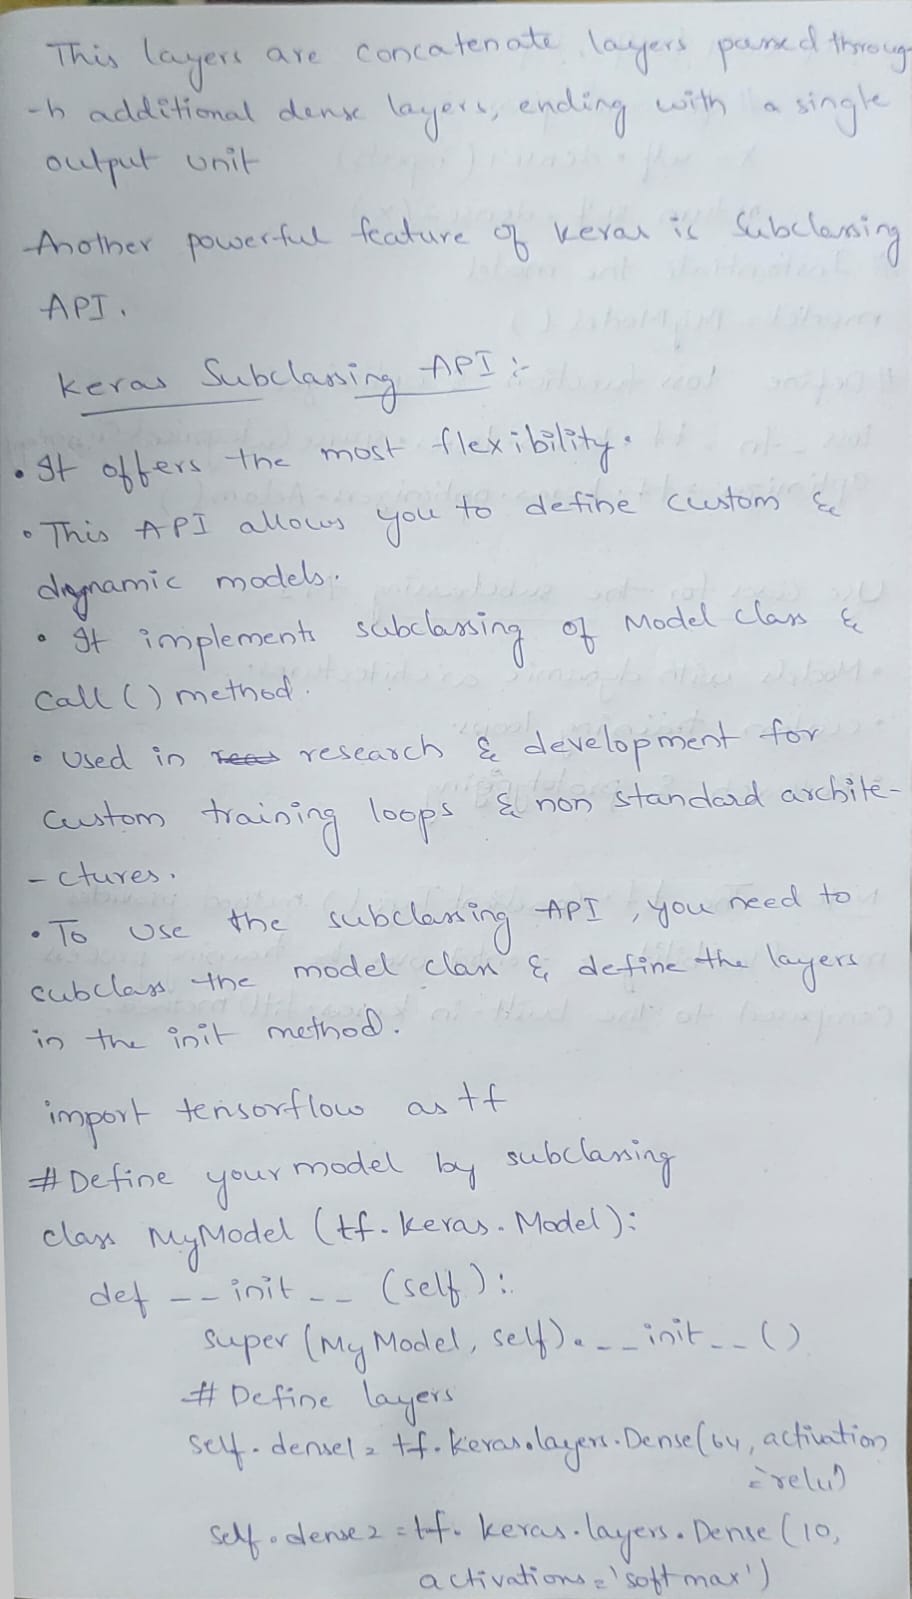 This layers are concatenate layers passed throug-
-h additional dense layers, ending with a single
output unit
Another powerful feature of keras is Subclassing
API.
Keras Subclassing API :-
• It offers the most flexibility.
• This API allows you to define custom &
dynamic models.
• It implements subclassing of Model class &
call () method.
• Used in research & development for
custom training loops & non standard archite-
- ctures.
• To use the subclassing API, you need to
subclass the model class & define the layers
in the init method.
import tensorflow as tf
# Define your model by subclassing
class MyModel (tf.keras.Model):
def __init__ (self):
super (MyModel, self).__init__()
# Define layers
self.dense1 = tf.keras.layers.Dense(64, activation
='relu')
self.dense2 = tf.keras.layers.Dense(10,
activations='softmax')